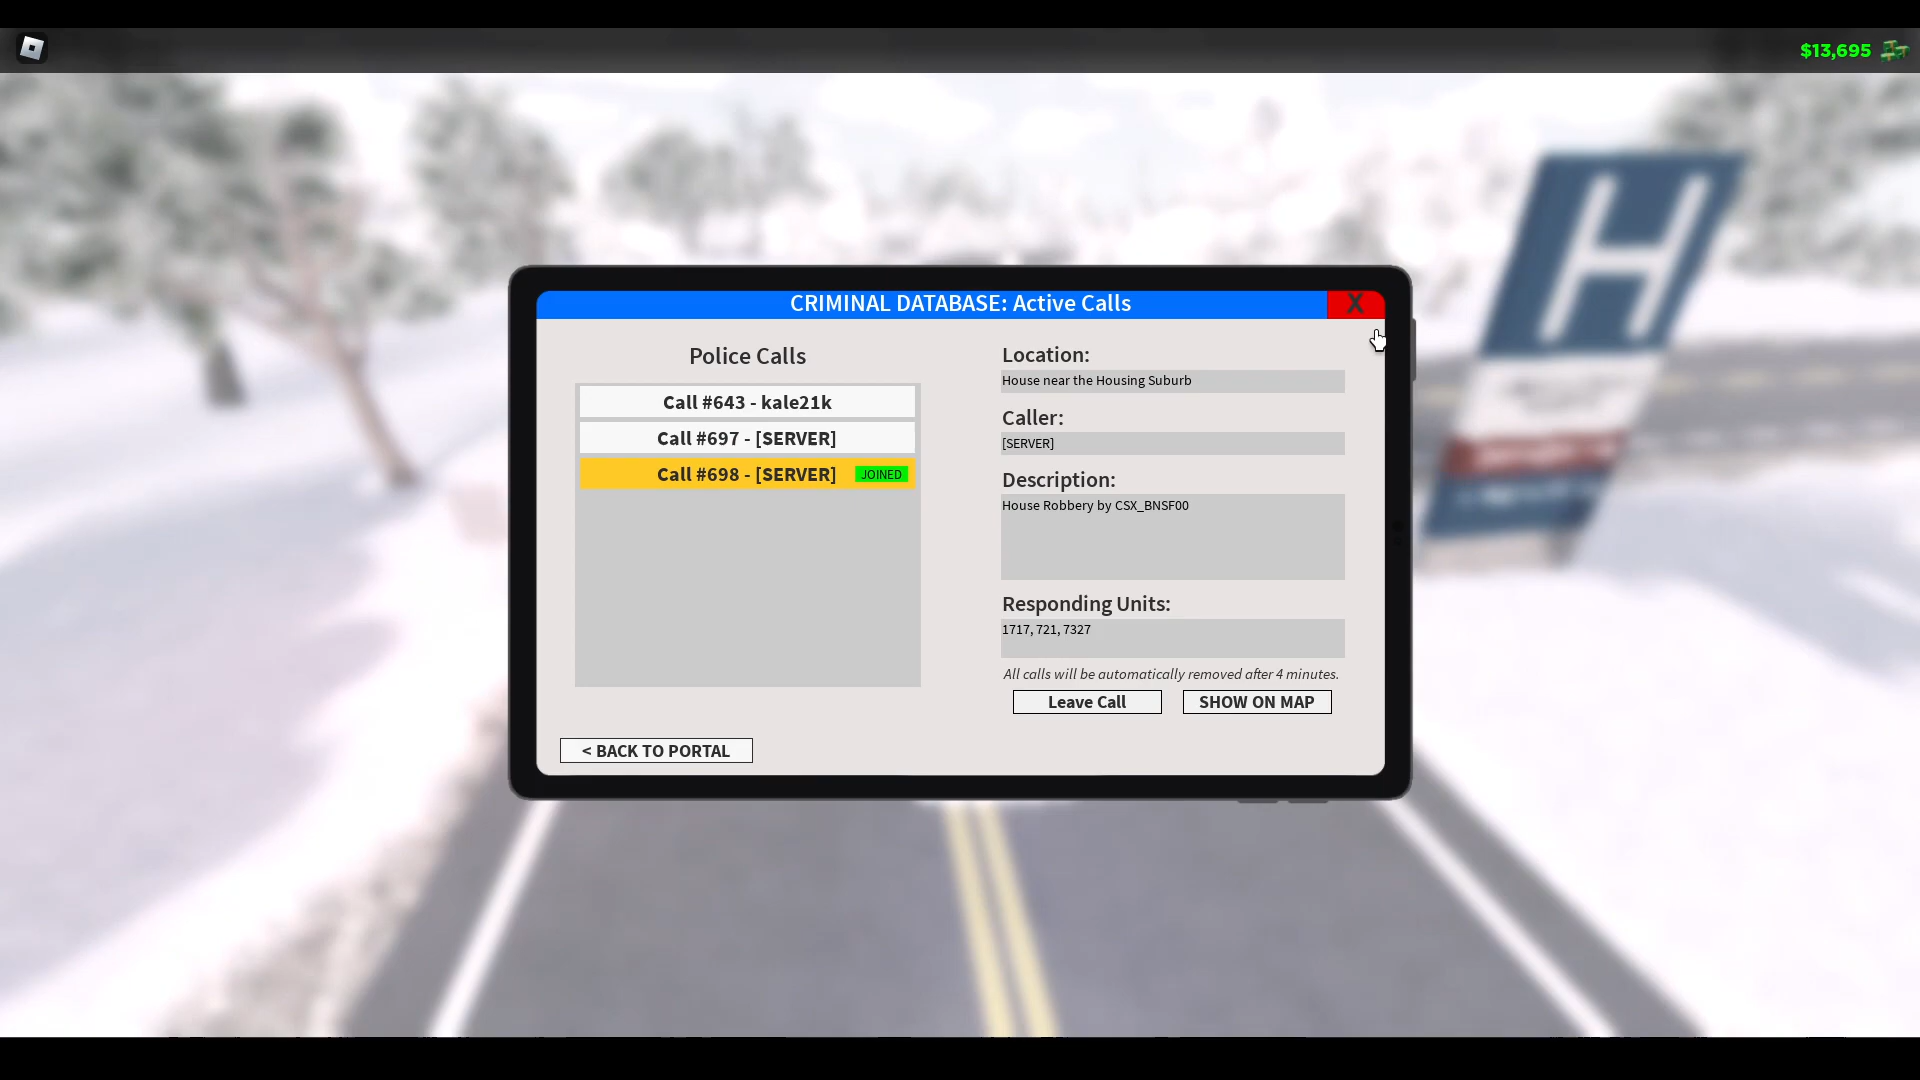 $13,695
CRIMINAL DATABASE: Active Calls
X
Police Calls
Call #643 - kale21k
Call #697 - [SERVER]
Call #698 - [SERVER]
JOINED
Location:
House near the Housing Suburb
Caller:
[SERVER]
Description:
House Robbery by CSX_BNSF00
Responding Units:
1717, 721, 7327
All calls will be automatically removed after 4 minutes.
Leave Call
SHOW ON MAP
< BACK TO PORTAL
H